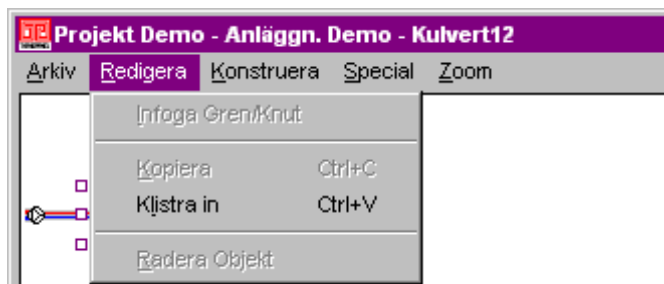 Projekt Demo - Anläggn. Demo - Kulvert12
Arkiv Redigera Konstruera Special Zoom
Infoga Gren/Knut
Kopiera Ctrl+C
Klistra in Ctrl+V
Radera Objekt